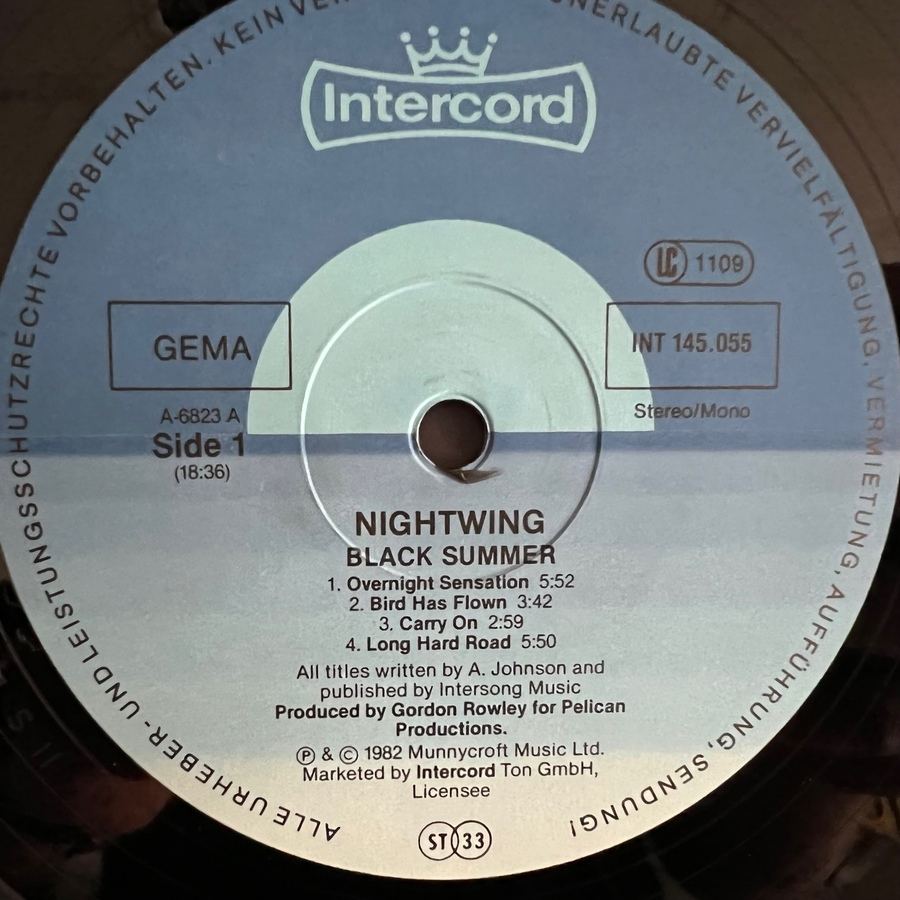 ALLE URHEBER- UND LEISTUNGSSCHUTZRECHTE VORBEHALTEN. KEIN
UNERLAUBTE VERVIELFÄLTIGUNG, VERMIETUNG, AUFFÜHRUNG, SENDUNG!
Intercord
LC 1109
GEMA
INT 145.055
A-6823 A
Stereo/Mono
Side 1
(18:36)
NIGHTWING
BLACK SUMMER
1. Overnight Sensation 5:52
2. Bird Has Flown 3:42
3. Carry On 2:59
4. Long Hard Road 5:50
All titles written by A. Johnson and
published by Intersong Music
Produced by Gordon Rowley for Pelican
Productions.
Ⓟ & © 1982 Munnycroft Music Ltd.
Marketed by Intercord Ton GmbH,
Licensee
ST 33